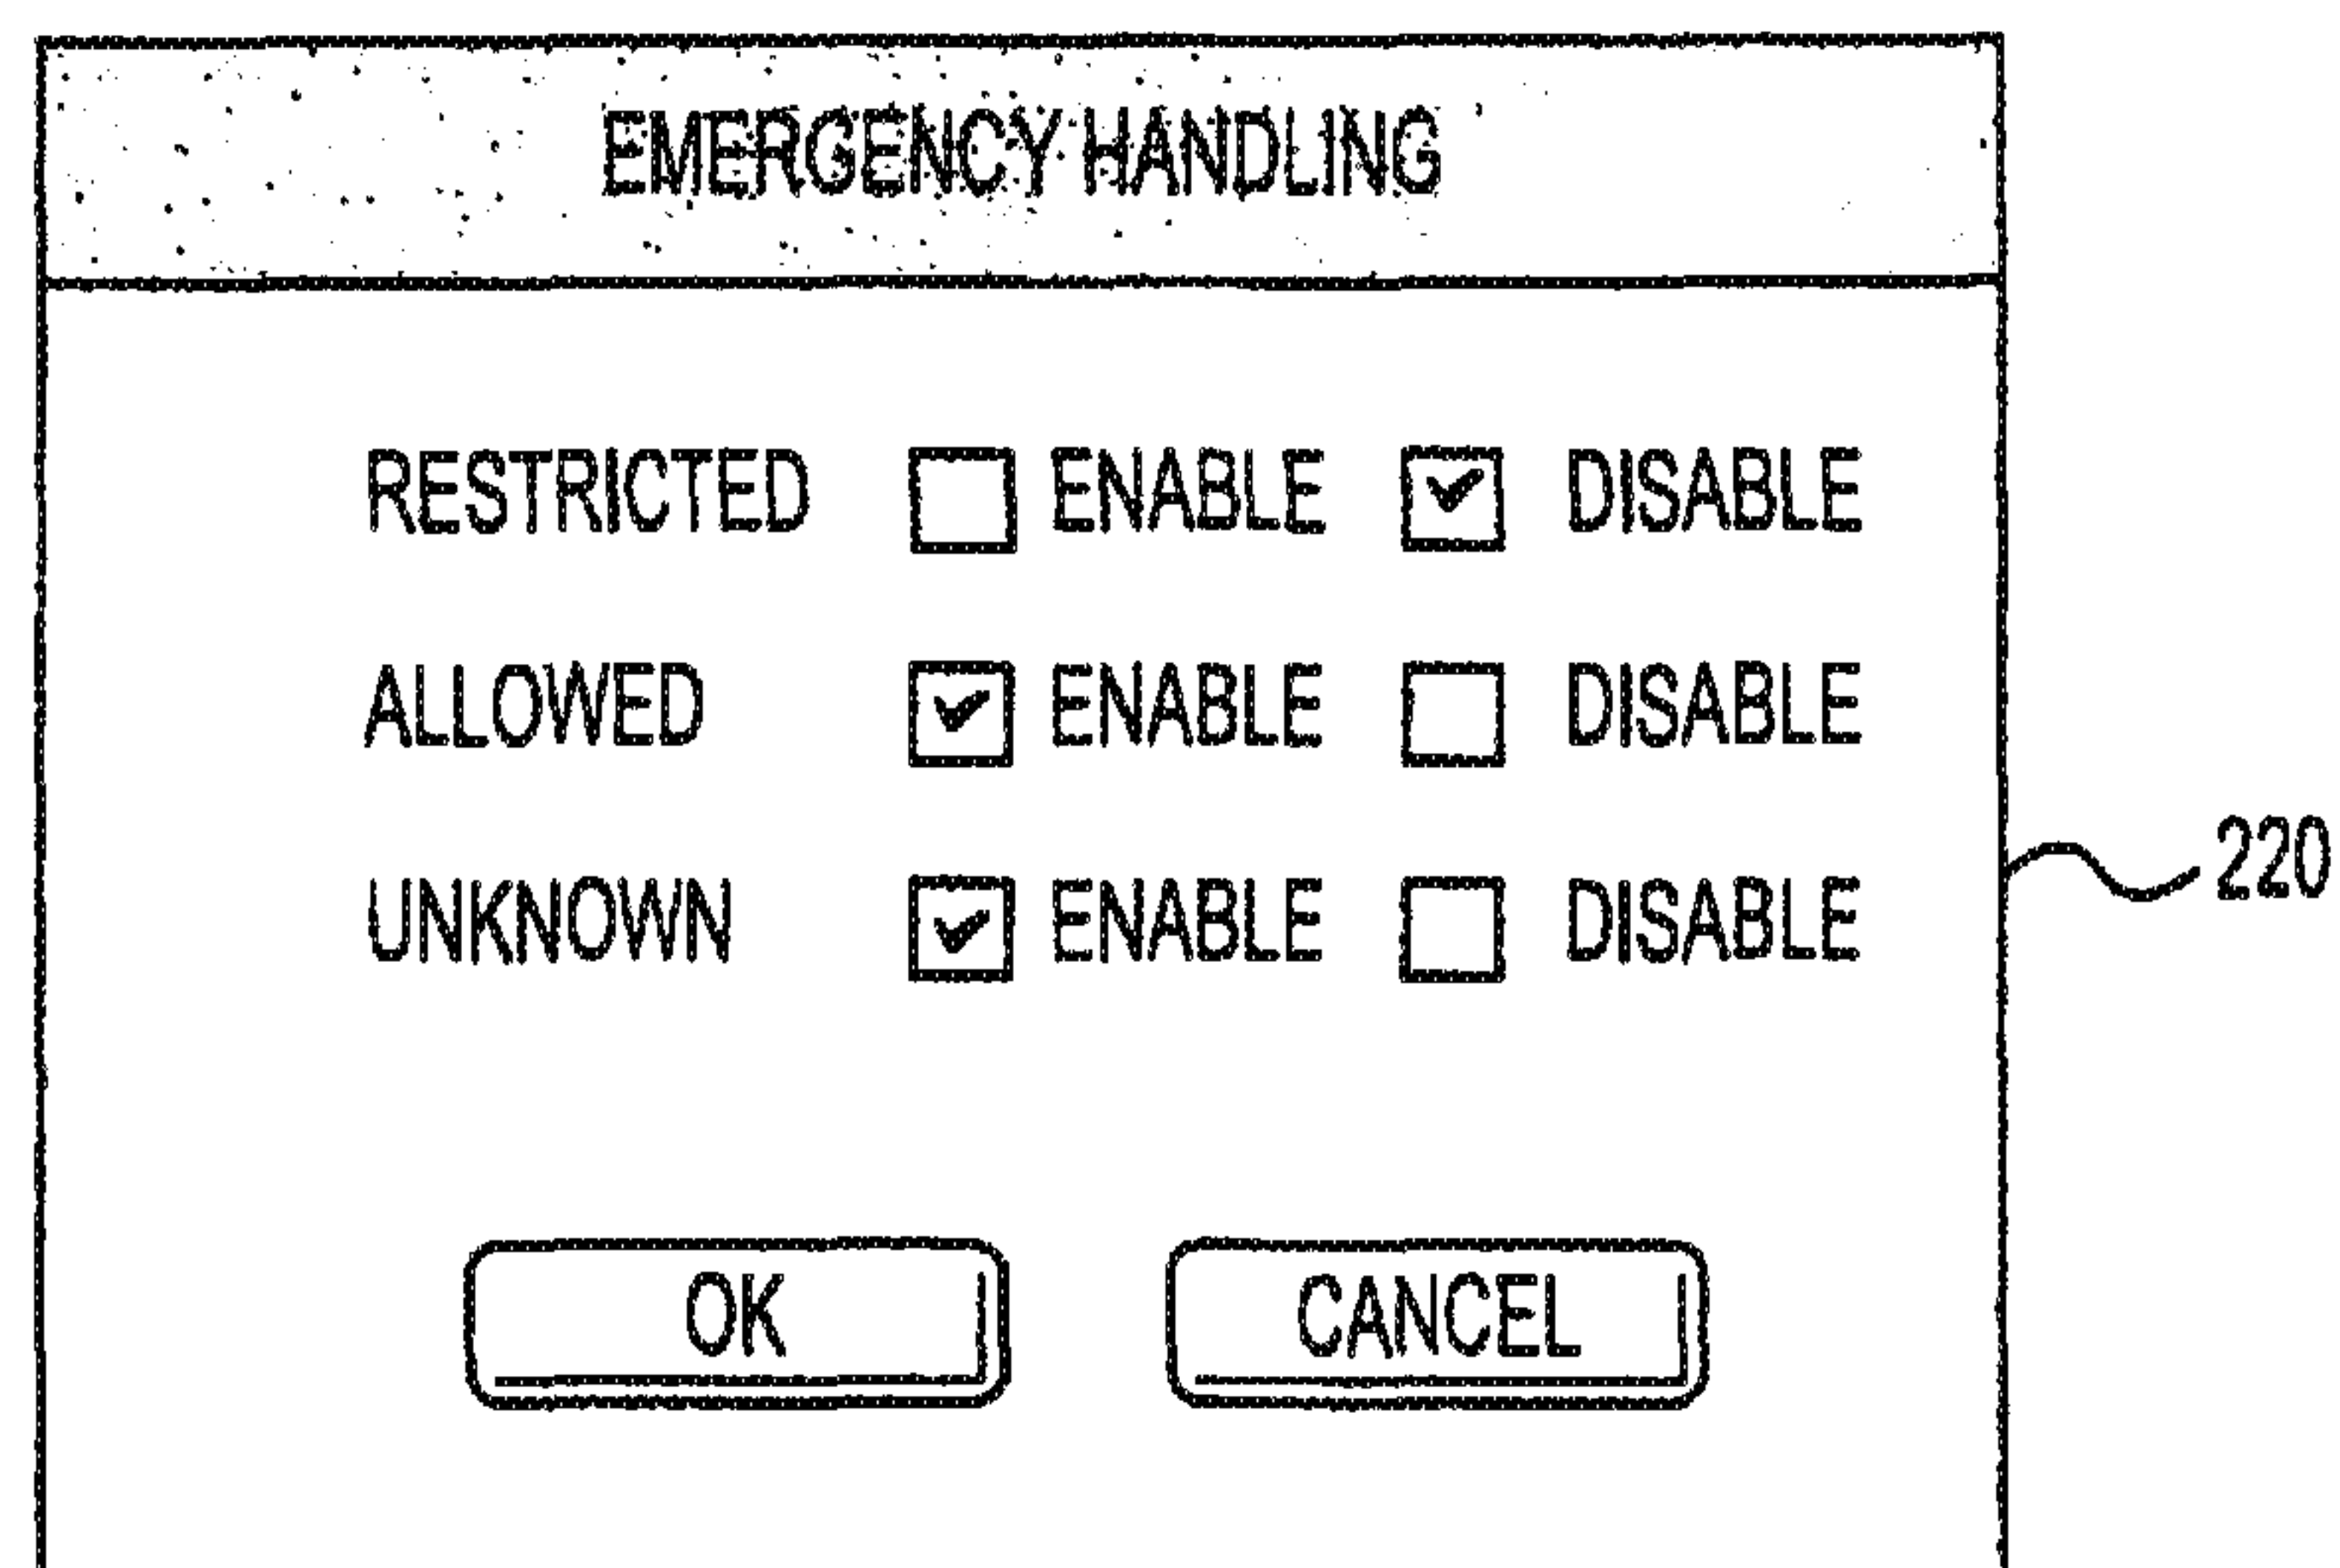 EMERGENCY HANDLING
RESTRICTED ENABLE DISABLE
ALLOWED ENABLE DISABLE
UNKNOWN ENABLE DISABLE
220
OK CANCEL